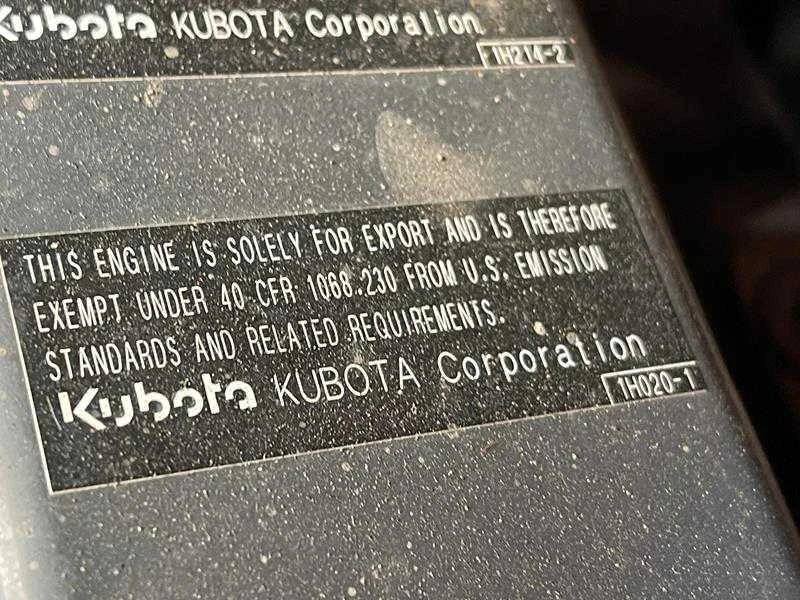 Kubota KUBOTA Corporation
1H214-2
THIS ENGINE IS SOLELY FOR EXPORT AND IS THEREFORE
EXEMPT UNDER 40 CFR 1068.230 FROM U.S. EMISSION
STANDARDS AND RELATED REQUIREMENTS.
Kubota KUBOTA Corporation
1H020-1